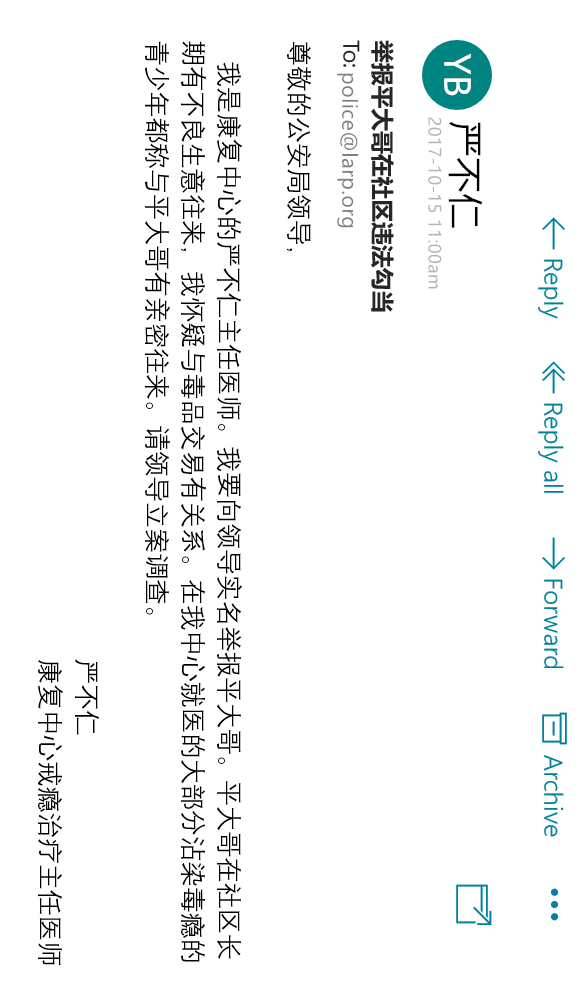 Reply
Reply all
Forward
Archive
YB
严不仁
2017-10-15 11:00am
举报平大哥在社区违法勾当
To: police@larp.org
尊敬的公安局领导，
我是康复中心的严不仁主任医师。我要向领导实名举报平大哥。平大哥在社区长
期有不良生意往来，我怀疑与毒品交易有关系。在我中心就医的大部分沾染毒瘾的
青少年都称与平大哥有亲密往来。请领导立案调查。
严不仁
康复中心戒瘾治疗主任医师